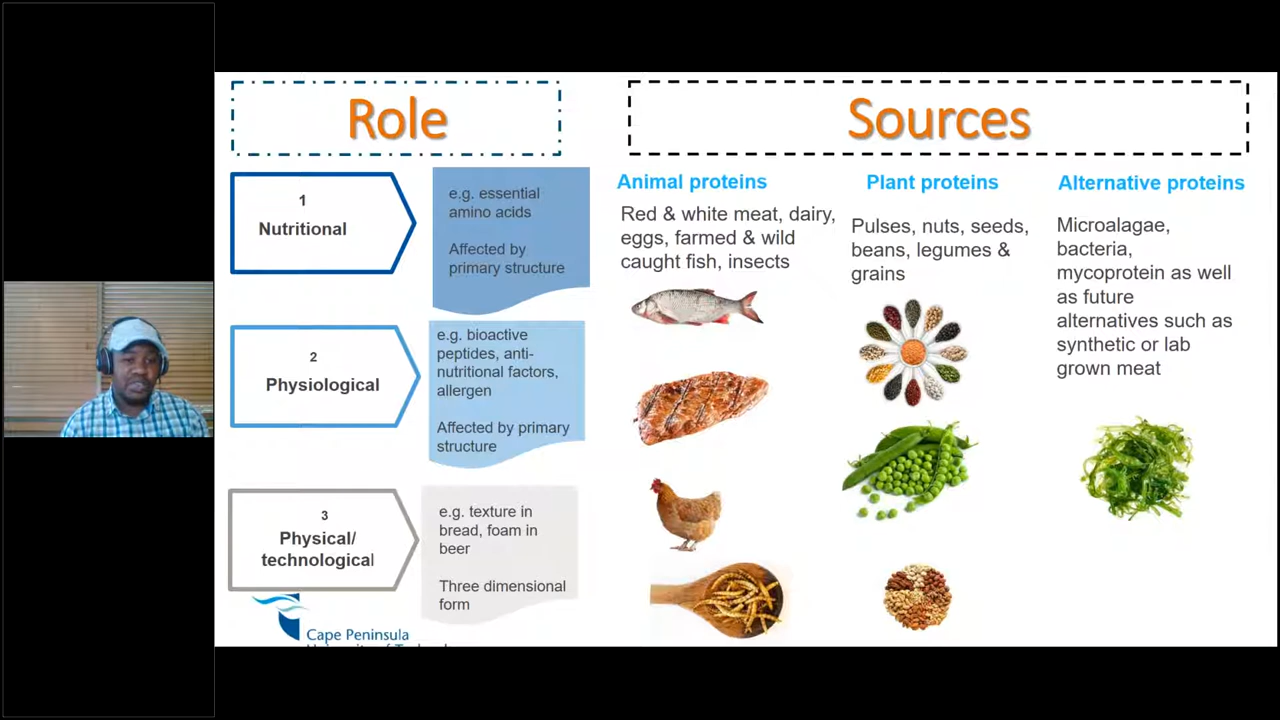 Role
Sources
1
Nutritional
e.g. essential
amino acids
Affected by
primary structure
2
Physiological
e.g. bioactive
peptides, anti-
nutritional factors,
allergen
Affected by primary
structure
3
Physical/
technological
e.g. texture in
bread, foam in
beer
Three dimensional
form
Animal proteins
Red & white meat, dairy,
eggs, farmed & wild
caught fish, insects
Plant proteins
Pulses, nuts, seeds,
beans, legumes &
grains
Alternative proteins
Microalagae,
bacteria,
mycoprotein as well
as future
alternatives such as
synthetic or lab
grown meat
Cape Peninsula